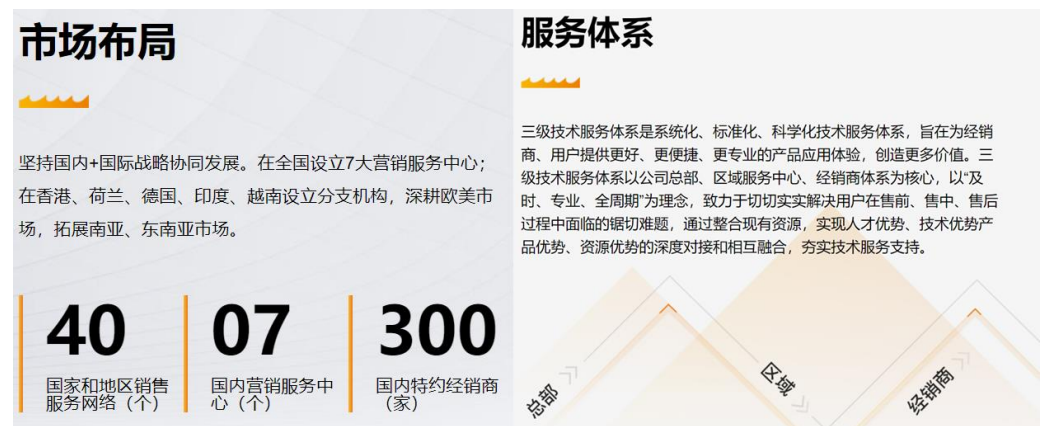 市场布局
坚持国内+国际战略协同发展。在全国设立7大营销服务中心；
在香港、荷兰、德国、印度、越南设立分支机构，深耕欧美市
场，拓展南亚、东南亚市场。
40
国家和地区销售
服务网络（个）
07
国内营销服务中
心（个）
300
国内特约经销商
（家）
服务体系
三级技术服务体系是系统化、标准化、科学化技术服务体系，旨在为经销
商、用户提供更好、更便捷、更专业的产品应用体验，创造更多价值。三
级技术服务体系以公司总部、区域服务中心、经销商体系为核心，以“及
时、专业、全周期”为理念，致力于切切实实解决用户在售前、售中、售后
过程中面临的锯切难题，通过整合现有资源，实现人才优势、技术优势产
品优势、资源优势的深度对接和相互融合，夯实技术服务支持。
总部
区域
经销商